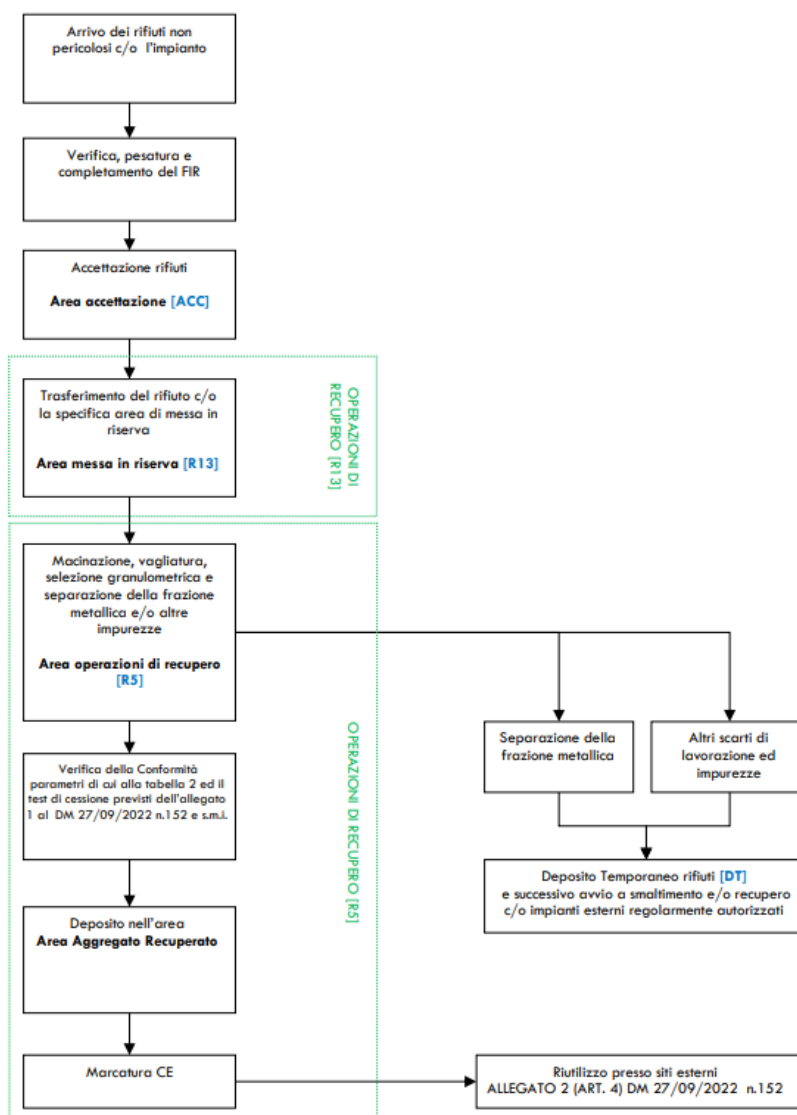 Arrivo dei rifiuti non
pericolosi c/o l'impianto
Verifica, pesatura e
completamento del FIR
Accettazione rifiuti
Area accettazione [ACC]
Trasferimento del rifiuto c/o
la specifica area di messa in
riserva
Area messa in riserva [R13]
OPERAZIONI DI
RECUPERO [R13]
Macinazione, vagliatura,
selezione granulometrica e
separazione della frazione
metallica e/o altre
impurezze
Area operazioni di recupero
[R5]
OPERAZIONI DI RECUPERO [R5]
Separazione della
frazione metallica
Altri scarti di
lavorazione ed
impurezze
Verifica della Conformità
parametri di cui alla tabella 2 ed il
test di cessione previsti dell'allegato
1 al DM 27/09/2022 n.152 e s.m.i.
Deposito Temporaneo rifiuti [DT]
e successivo avvio a smaltimento e/o recupero
c/o impianti esterni regolarmente autorizzati
Deposito nell'area
Area Aggregato Recuperato
Marcatura CE
Riutilizzo presso siti esterni
ALLEGATO 2 (ART. 4) DM 27/09/2022 n.152